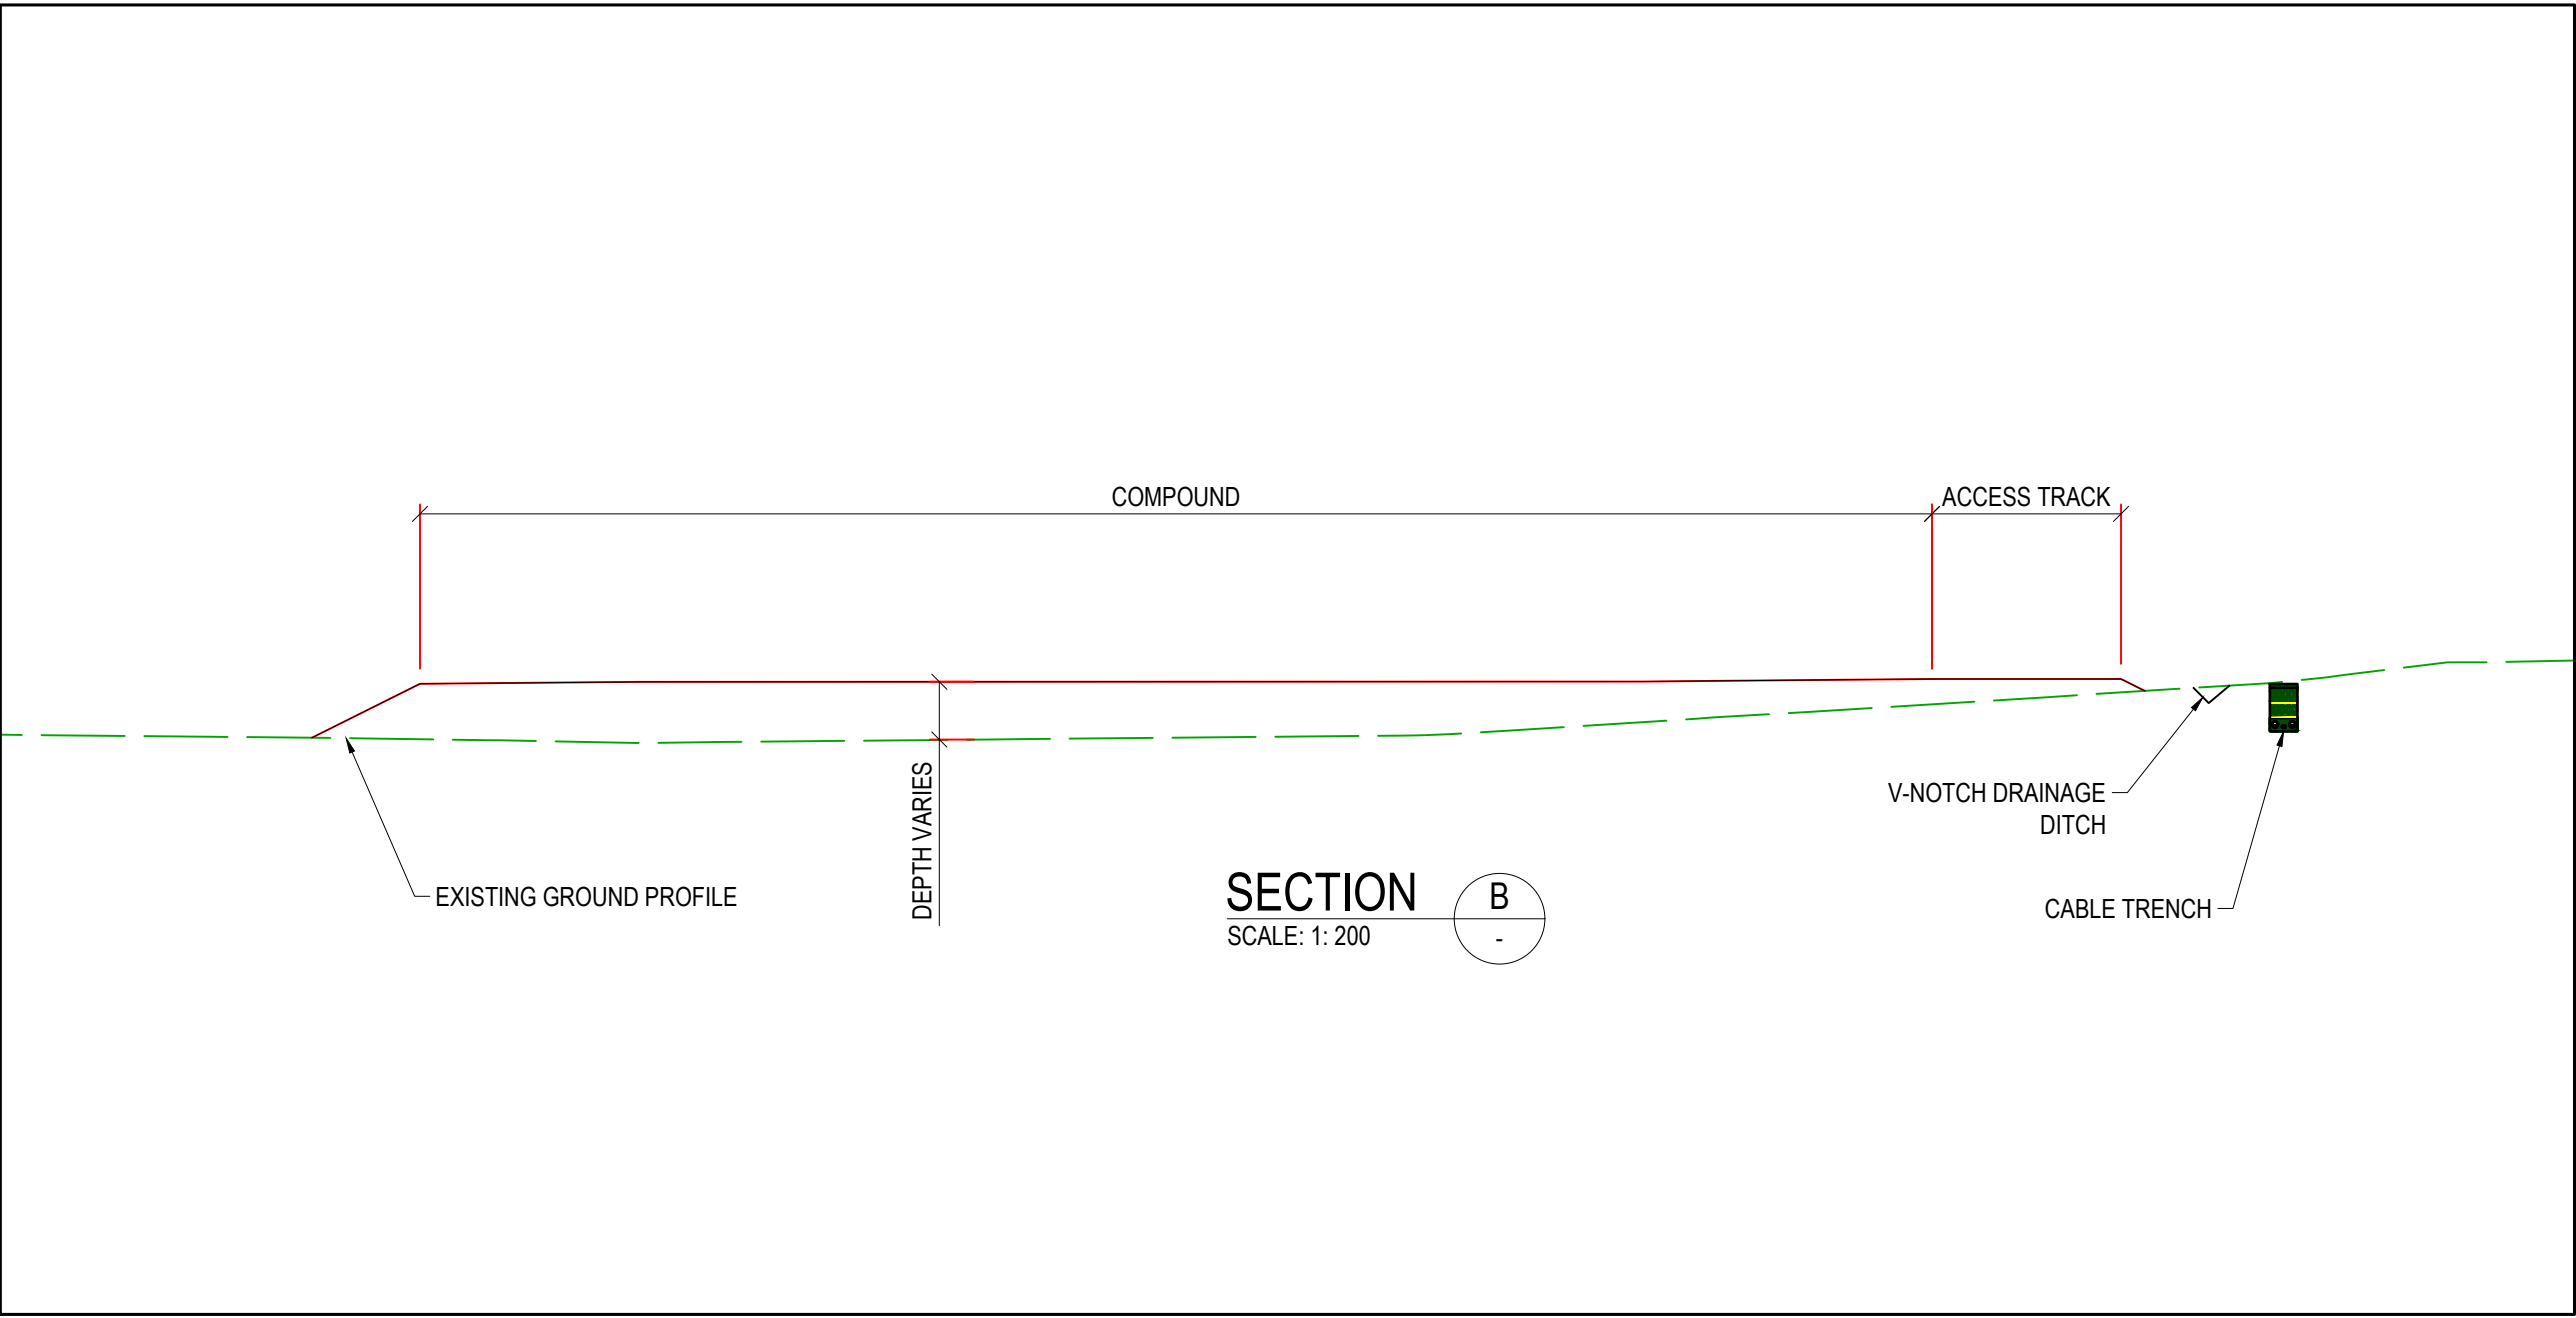 COMPOUND
ACCESS TRACK
DEPTH VARIES
V-NOTCH DRAINAGE
DITCH
EXISTING GROUND PROFILE
CABLE TRENCH
SECTION
B
SCALE: 1: 200
-